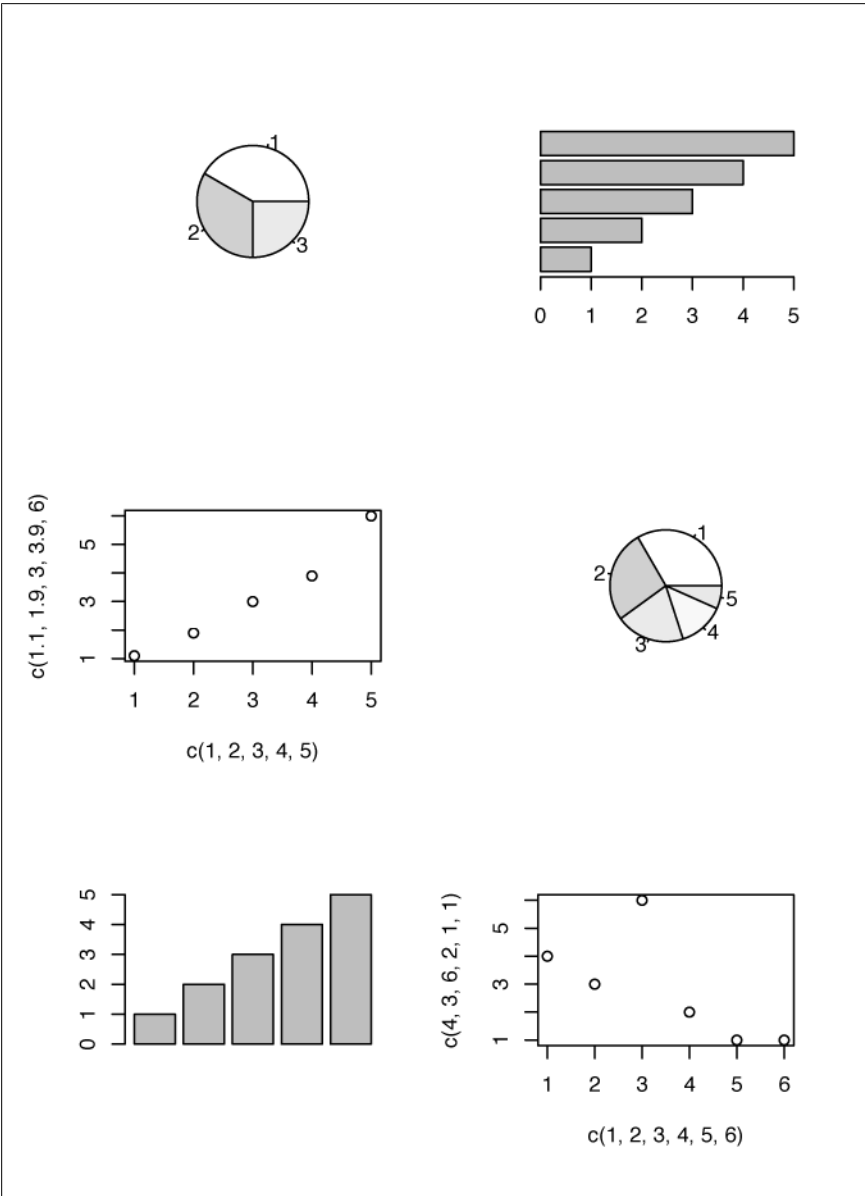 1
2
3
0 1 2 3 4 5
c(1.1, 1.9, 3, 3.9, 6)
1 3 5
1 2 3 4 5
c(1, 2, 3, 4, 5)
1
2
3
4
5
0 1 2 3 4 5
c(4, 3, 6, 2, 1, 1)
1 3 5
1 2 3 4 5 6
c(1, 2, 3, 4, 5, 6)